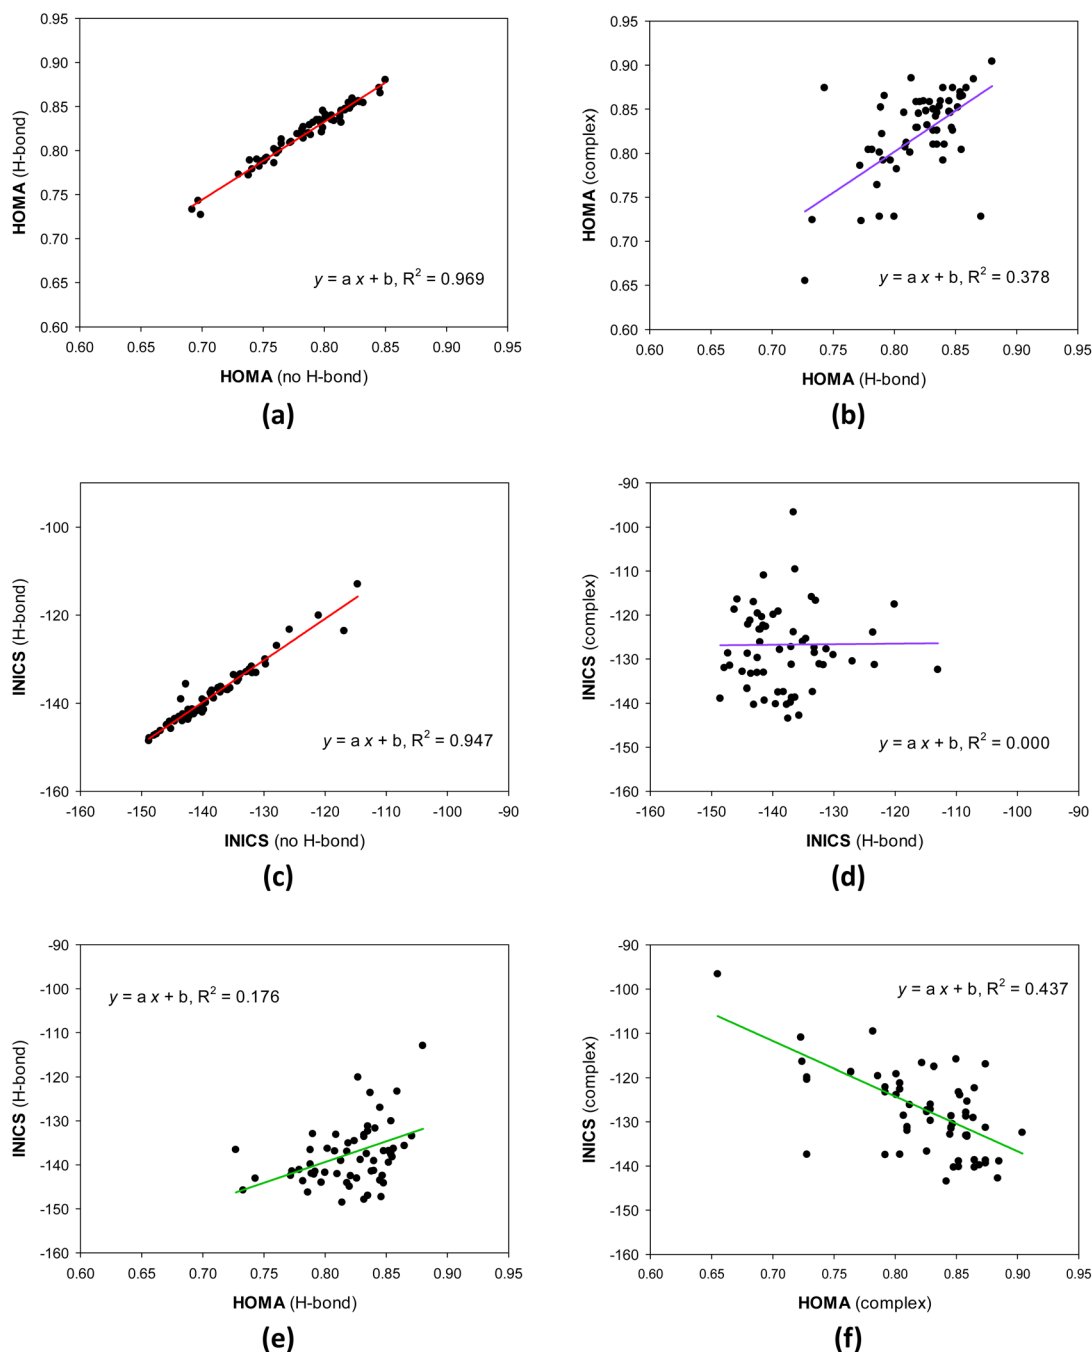 0.95
0.90
0.85
0.80
0.75
0.70
0.65
0.60
HOMA (H-bond)
y = a x + b, R² = 0.969
0.60 0.65 0.70 0.75 0.80 0.85 0.90 0.95
HOMA (no H-bond)
(a)
0.95
0.90
0.85
0.80
0.75
0.70
0.65
0.60
HOMA (complex)
y = a x + b, R² = 0.378
0.60 0.65 0.70 0.75 0.80 0.85 0.90 0.95
HOMA (H-bond)
(b)
-100
-120
-140
-160
INICS (H-bond)
y = a x + b, R² = 0.947
-160 -150 -140 -130 -120 -110 -100 -90
INICS (no H-bond)
(c)
-90
-100
-110
-120
-130
-140
-150
-160
INICS (complex)
y = a x + b, R² = 0.000
-160 -150 -140 -130 -120 -110 -100 -90
INICS (H-bond)
(d)
-90
-100
-110
-120
-130
-140
-150
-160
INICS (H-bond)
y = a x + b, R² = 0.176
0.60 0.65 0.70 0.75 0.80 0.85 0.90 0.95
HOMA (H-bond)
(e)
-90
-100
-110
-120
-130
-140
-150
-160
INICS (complex)
y = a x + b, R² = 0.437
0.60 0.65 0.70 0.75 0.80 0.85 0.90 0.95
HOMA (complex)
(f)